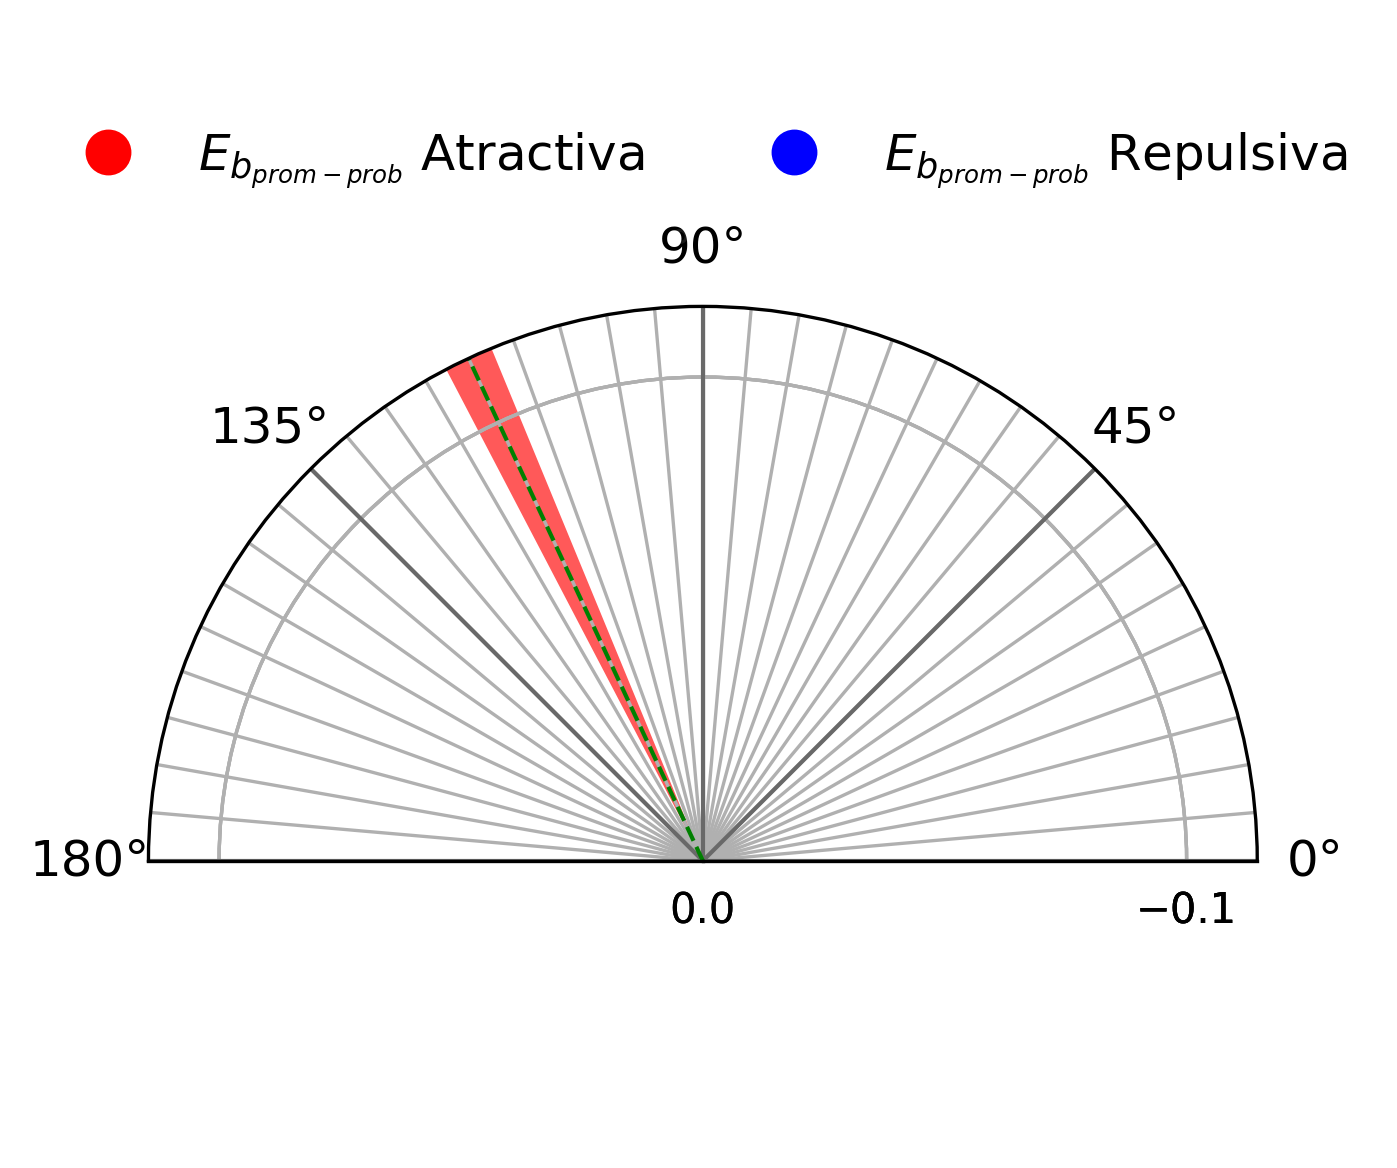 E_{b_{prom-prob}} Atractiva E_{b_{prom-prob}} Repulsiva
90°
135° 45°
180° 0°
0.0 −0.1